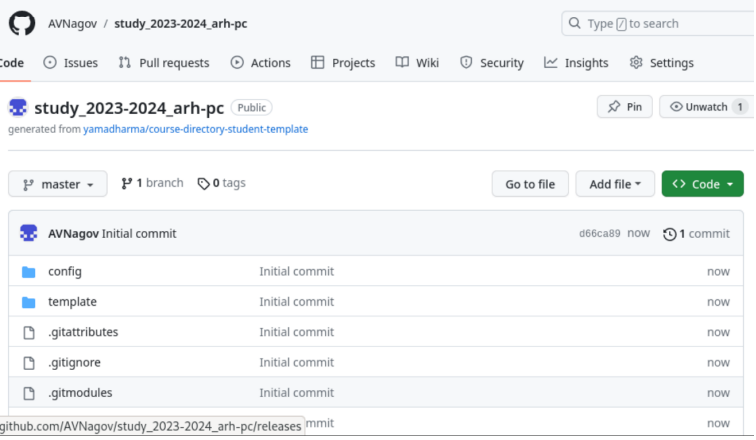 AVNagov / study_2023-2024_arh-pc Type / to search
Code Issues Pull requests Actions Projects Wiki Security Insights Settings
study_2023-2024_arh-pc Public Pin Unwatch 1
generated from yamadharma/course-directory-student-template
master 1 branch 0 tags Go to file Add file Code
AVNagov Initial commit d66ca89 now 1 commit
config Initial commit now
template Initial commit now
.gitattributes Initial commit now
.gitignore Initial commit now
.gitmodules Initial commit now
github.com/AVNagov/study_2023-2024_arh-pc/releases mmit now